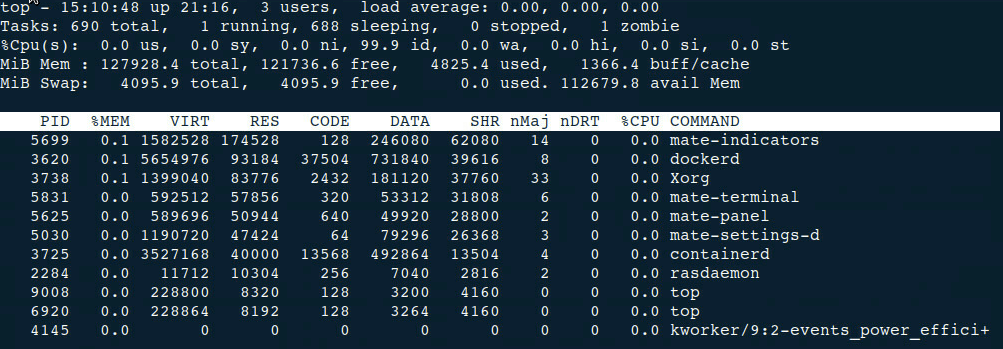 top - 15:10:48 up 21:16,  3 users,  load average: 0.00, 0.00, 0.00
Tasks: 690 total,   1 running, 688 sleeping,   0 stopped,   1 zombie
%Cpu(s):  0.0 us,  0.0 sy,  0.0 ni, 99.9 id,  0.0 wa,  0.0 hi,  0.0 si,  0.0 st
MiB Mem : 127928.4 total, 121736.6 free,   4825.4 used,   1366.4 buff/cache
MiB Swap:   4095.9 total,   4095.9 free,      0.0 used. 112679.8 avail Mem
PID  %MEM    VIRT    RES   CODE    DATA    SHR nMaj nDRT  %CPU COMMAND
5699   0.1 1582528 174528    128  246080  62080   14    0   0.0 mate-indicators
3620   0.1 5654976  93184  37504  731840  39616    8    0   0.0 dockerd
3738   0.1 1399040  83776   2432  181120  37760   33    0   0.0 Xorg
5831   0.0  592512  57856    320   53312  31808    6    0   0.0 mate-terminal
5625   0.0  589696  50944    640   49920  28800    2    0   0.0 mate-panel
5030   0.0 1190720  47424     64   79296  26368    3    0   0.0 mate-settings-d
3725   0.0 3527168  40000  13568  492864  13504    4    0   0.0 containerd
2284   0.0   11712  10304    256    7040   2816    2    0   0.0 rasdaemon
9008   0.0  228800   8320    128    3200   4160    0    0   0.0 top
6920   0.0  228864   8192    128    3264   4160    0    0   0.0 top
4145   0.0       0      0      0       0      0    0    0   0.0 kworker/9:2-events_power_effici+